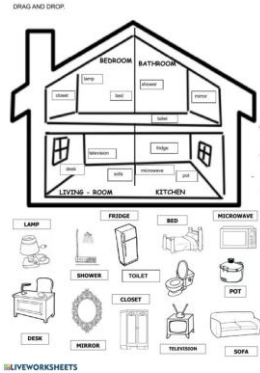 DRAG AND DROP.
BEDROOM BATHROOM
lamp
shower
closet
bed
mirror
toilet
television
fridge
desk
sofa
microwave
pot
LIVING - ROOM KITCHEN
LAMP
FRIDGE
BED
MICROWAVE
SHOWER
TOILET
POT
CLOSET
DESK
MIRROR
TELEVISION
SOFA
LIVEWORKSHEETS